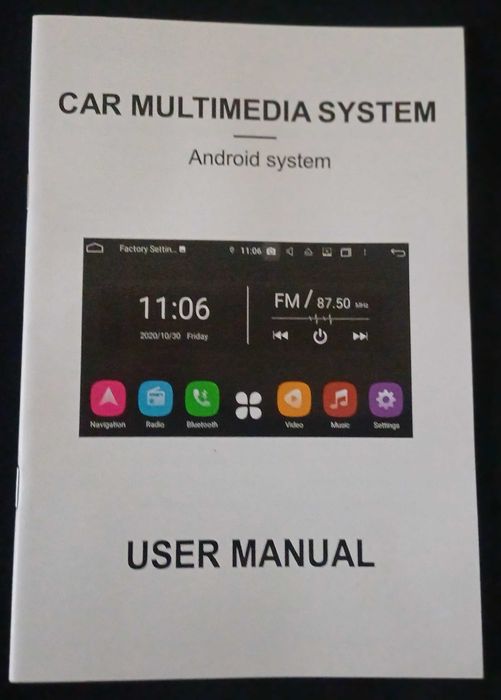 CAR MULTIMEDIA SYSTEM
Android system
Factory Settin... 11:06
11:06
2020/10/30 Friday
FM/ 87.50 MHz
Navigation Radio Bluetooth Video Music Settings
USER MANUAL